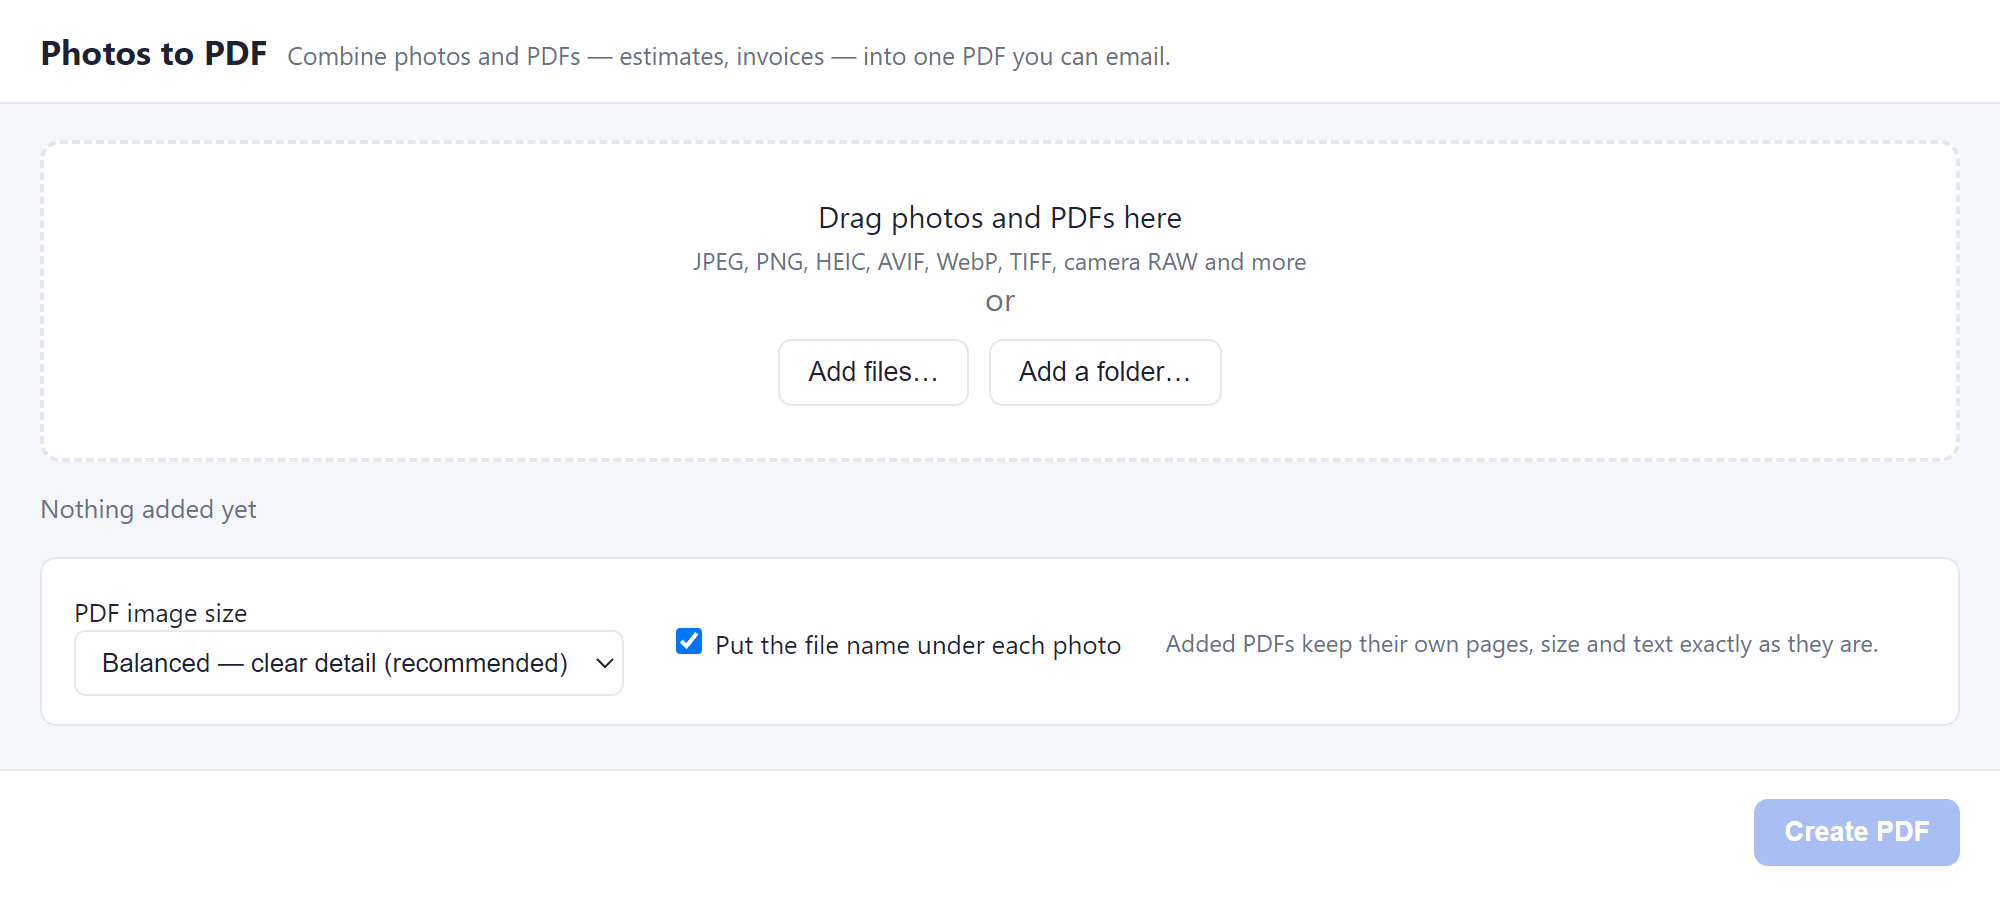 Photos to PDF Combine photos and PDFs — estimates, invoices — into one PDF you can email.
Drag photos and PDFs here
JPEG, PNG, HEIC, AVIF, WebP, TIFF, camera RAW and more
or
Add files… Add a folder…
Nothing added yet
PDF image size
Balanced — clear detail (recommended)
Put the file name under each photo
Added PDFs keep their own pages, size and text exactly as they are.
Create PDF